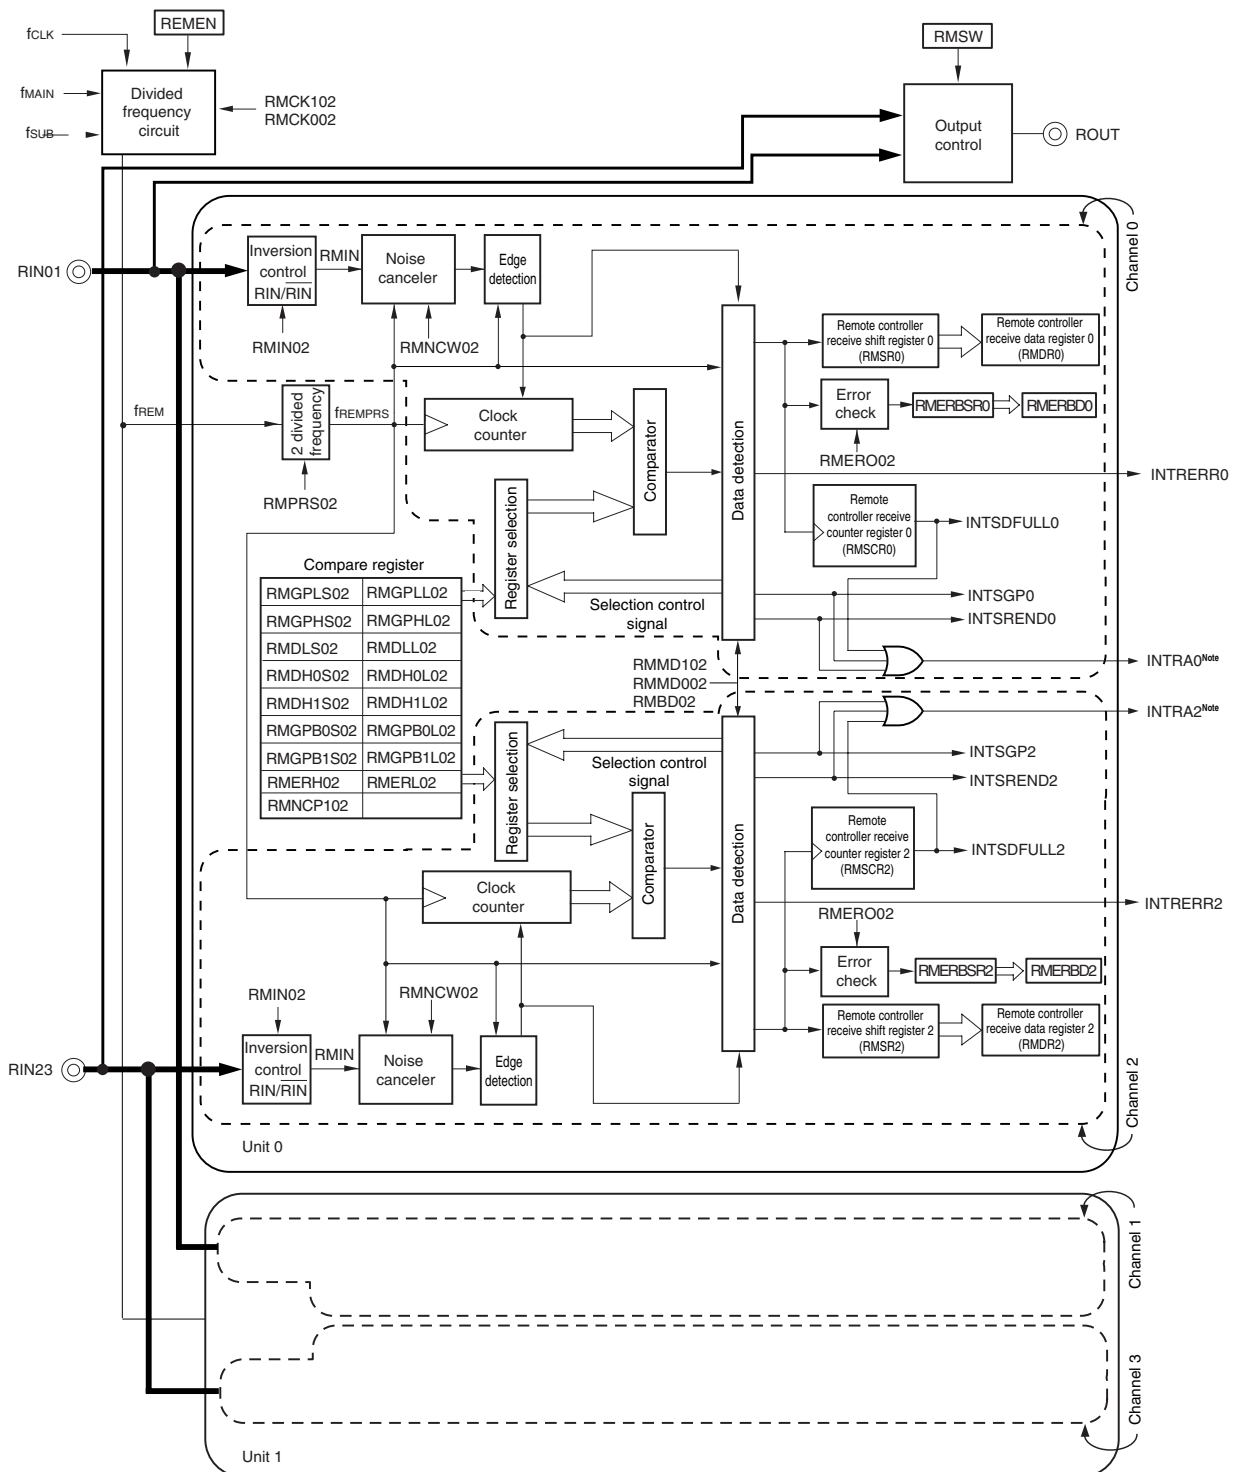 REMEN
fCLK
fMAIN
fSUB
Divided
frequency
circuit
RMCK102
RMCK002
RMSW
Output
control
ROUT
Channel 0
RIN01
Inversion
control
RIN/RIN
RMIN
Noise
canceler
Edge
detection
RMIN02
RMNCW02
Remote controller
receive shift register 0
(RMSR0)
Remote controller
receive data register 0
(RMDR0)
fREM
2 divided
frequency
fREMPRS
Clock
counter
Comparator
Data detection
Error
check
RMERBSR0
RMERBD0
RMERO02
RMPRS02
INTRERR0
Register selection
Remote
controller receive
counter register 0
(RMSCR0)
INTSDFULL0
Compare register
RMGPLS02 RMGPLL02
RMGPHS02 RMGPHL02
RMDLS02 RMDLL02
RMDH0S02 RMDH0L02
RMDH1S02 RMDH1L02
RMGPB0S02 RMGPB0L02
RMGPB1S02 RMGPB1L02
RMERH02 RMERL02
RMNCP102
Selection control
signal
INTSGP0
INTSREND0
RMMD102
RMMD002
RMBD02
INTRA0Note
INTRA2Note
Register selection
Selection control
signal
INTSGP2
INTSREND2
Comparator
Data detection
Remote
controller receive
counter register 2
(RMSCR2)
INTSDFULL2
Clock
counter
INTRERR2
RMERO02
Error
check
RMERBSR2
RMERBD2
RMIN02
RMNCW02
Remote controller
receive shift register 2
(RMSR2)
Remote controller
receive data register 2
(RMDR2)
RIN23
Inversion
control
RIN/RIN
RMIN
Noise
canceler
Edge
detection
Channel 2
Unit 0
Channel 1
Channel 3
Unit 1